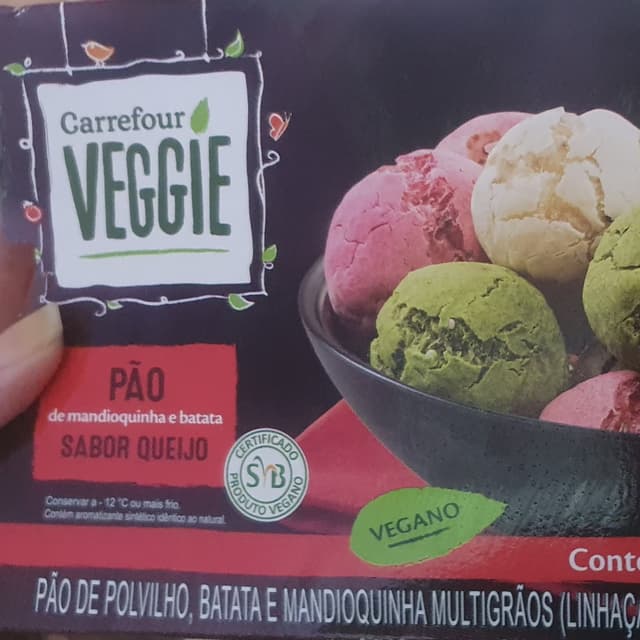 Carrefour
VEGGIE
PÃO
de mandioquinha e batata
SABOR QUEIJO
CERTIFICADO
SVB
PRODUTO VEGANO
Conservar a - 12 °C ou mais frio.
Contém aromatizante sintético idêntico ao natural.
VEGANO
Conte
PÃO DE POLVILHO, BATATA E MANDIOQUINHA MULTIGRÃOS (LINHAÇA